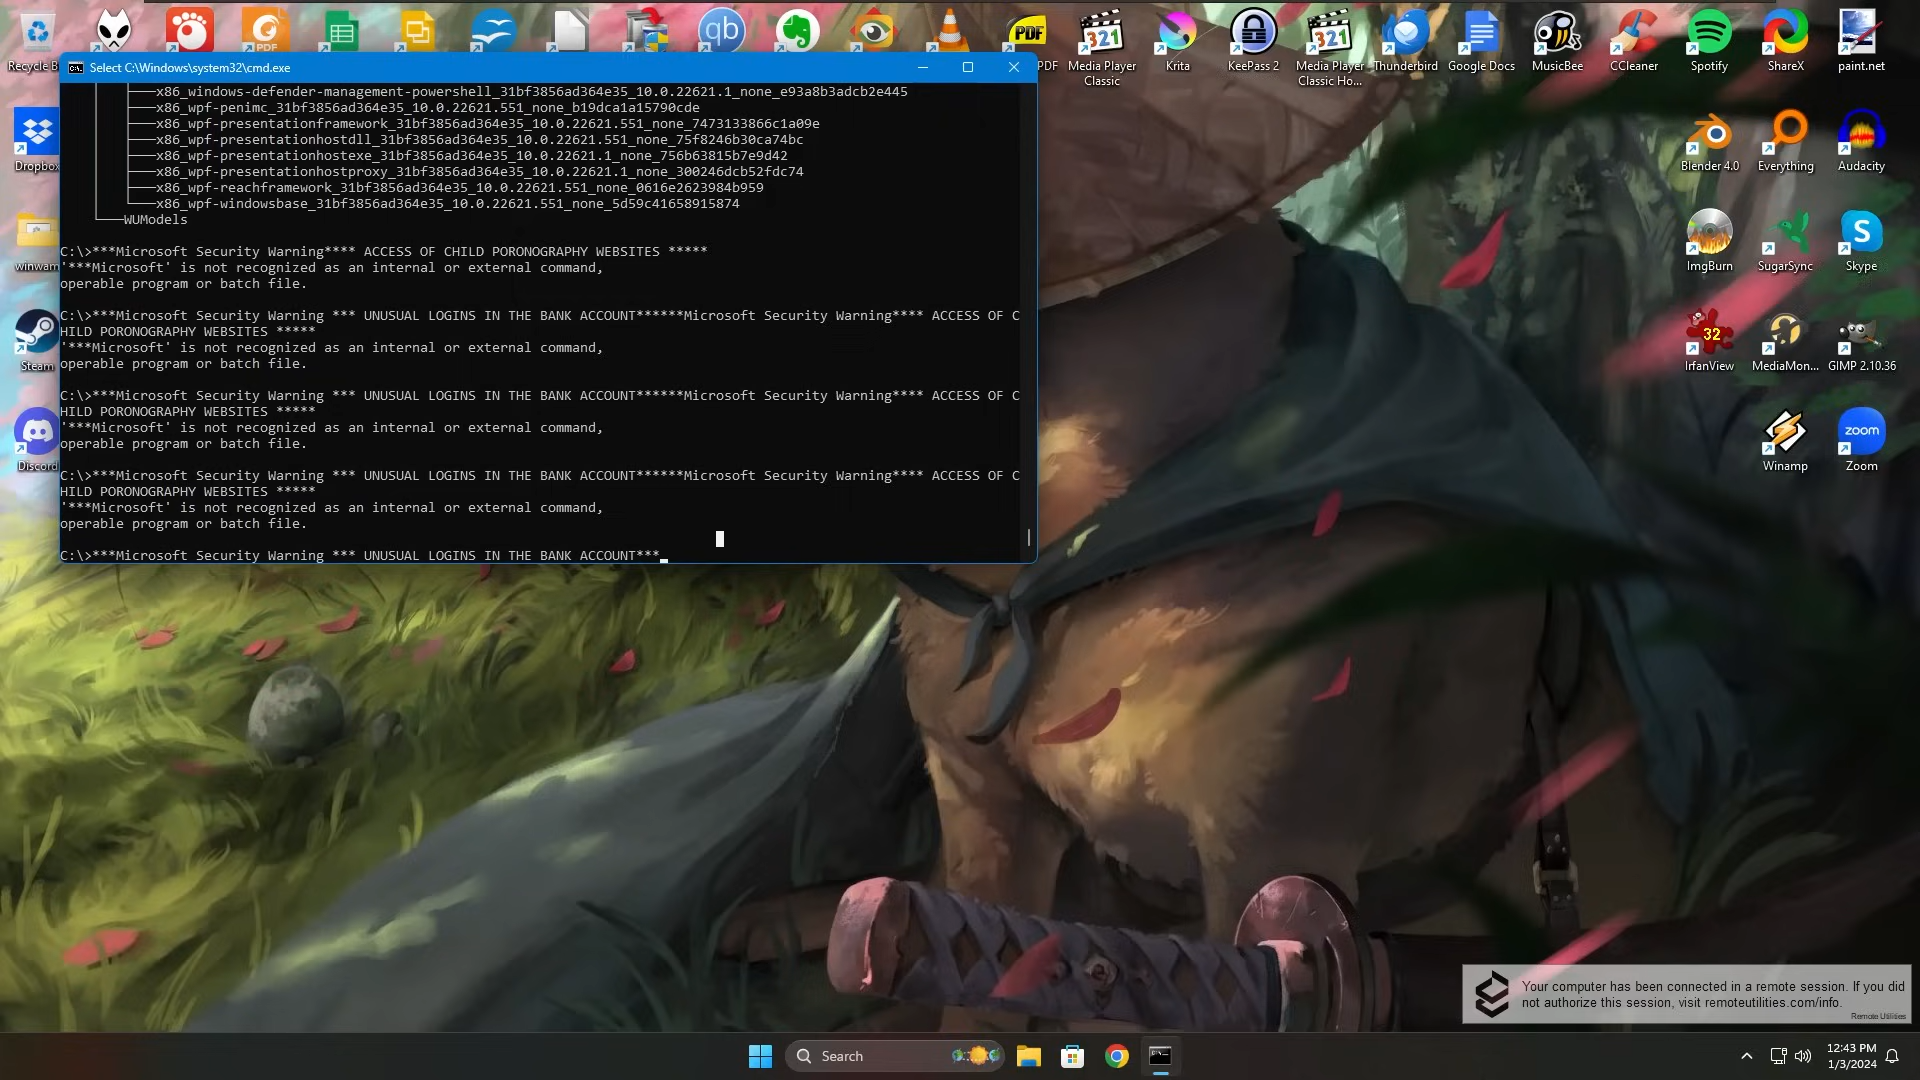 Recycle B
PDF
PDF
321
321
Media Player
Classic
Krita
KeePass 2
Media Player
Classic Ho...
Thunderbird
Google Docs
MusicBee
CCleaner
Spotify
ShareX
paint.net
Select C:\Windows\system32\cmd.exe
├───x86_windows-defender-management-powershell_31bf3856ad364e35_10.0.22621.1_none_e93a8b3adcb2e445
├───x86_wpf-penimc_31bf3856ad364e35_10.0.22621.551_none_b19dca1a15790cde
├───x86_wpf-presentationframework_31bf3856ad364e35_10.0.22621.551_none_7473133866c1a09e
├───x86_wpf-presentationhostdll_31bf3856ad364e35_10.0.22621.551_none_75f8246b30ca74bc
├───x86_wpf-presentationhostexe_31bf3856ad364e35_10.0.22621.1_none_756b63815b7e9d42
├───x86_wpf-presentationhostproxy_31bf3856ad364e35_10.0.22621.1_none_300246dcb52fdc74
├───x86_wpf-reachframework_31bf3856ad364e35_10.0.22621.551_none_0616e2623984b959
└───x86_wpf-windowsbase_31bf3856ad364e35_10.0.22621.551_none_5d59c41658915874
└───WUModels
C:\>***Microsoft Security Warning**** ACCESS OF CHILD PORONOGRAPHY WEBSITES *****
'***Microsoft' is not recognized as an internal or external command,
operable program or batch file.
C:\>***Microsoft Security Warning *** UNUSUAL LOGINS IN THE BANK ACCOUNT******Microsoft Security Warning**** ACCESS OF C
HILD PORONOGRAPHY WEBSITES *****
'***Microsoft' is not recognized as an internal or external command,
operable program or batch file.
C:\>***Microsoft Security Warning *** UNUSUAL LOGINS IN THE BANK ACCOUNT******Microsoft Security Warning**** ACCESS OF C
HILD PORONOGRAPHY WEBSITES *****
'***Microsoft' is not recognized as an internal or external command,
operable program or batch file.
C:\>***Microsoft Security Warning *** UNUSUAL LOGINS IN THE BANK ACCOUNT******Microsoft Security Warning**** ACCESS OF C
HILD PORONOGRAPHY WEBSITES *****
'***Microsoft' is not recognized as an internal or external command,
operable program or batch file.
C:\>***Microsoft Security Warning *** UNUSUAL LOGINS IN THE BANK ACCOUNT***_
Dropbox
winwam
Steam
Discord
PDF
qb
Blender 4.0
Everything
Audacity
ImgBurn
SugarSync
S
Skype
32
IrfanView
MediaMon...
GIMP 2.10.36
Winamp
zoom
Zoom
Your computer has been connected in a remote session. If you did
not authorize this session, visit remoteutilities.com/info.
Remote Utilities
Search
12:43 PM
1/3/2024